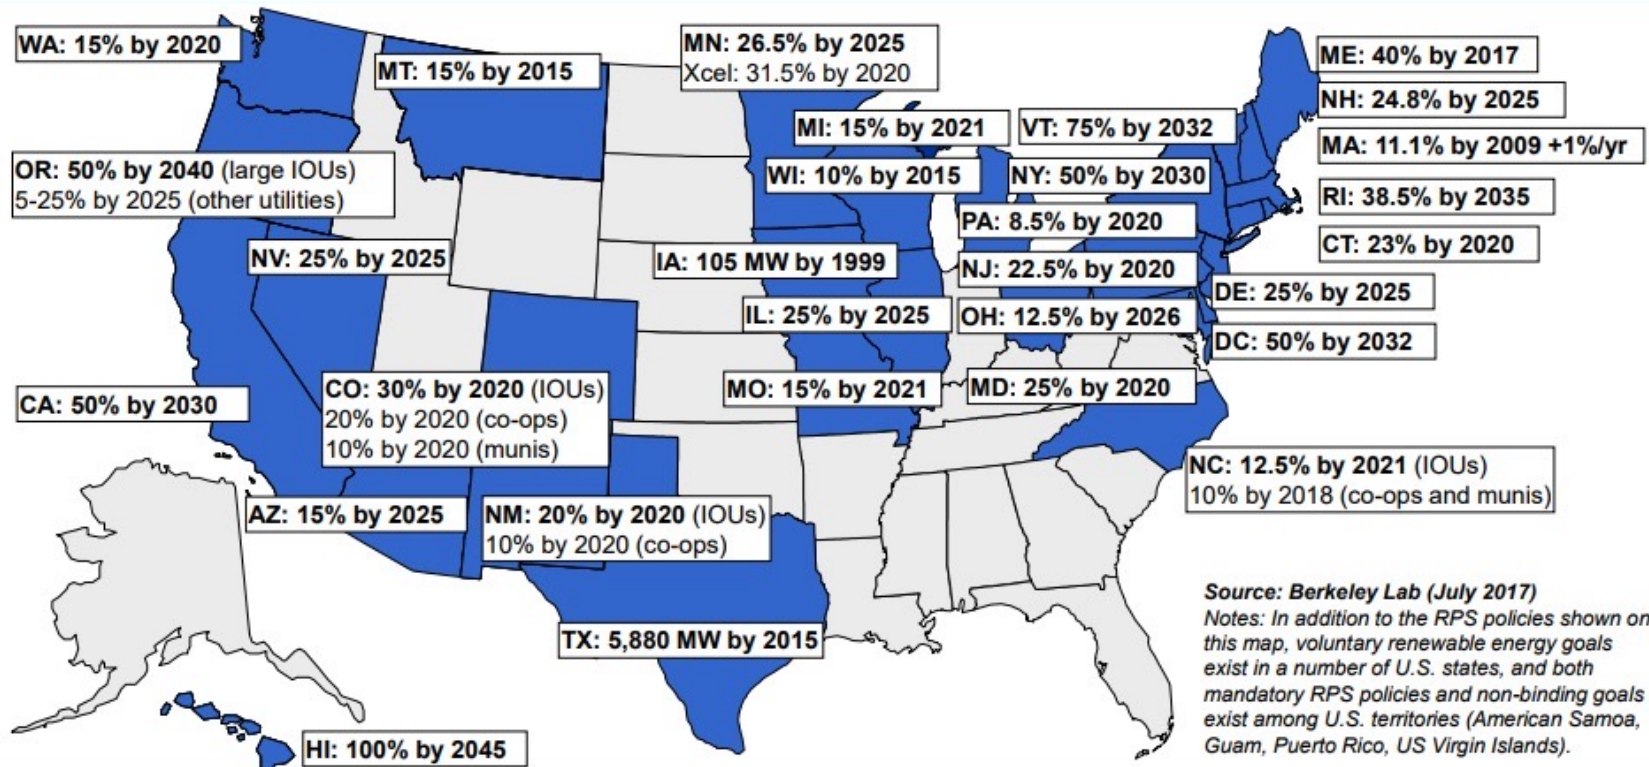 WA: 15% by 2020
MT: 15% by 2015
MN: 26.5% by 2025
Xcel: 31.5% by 2020
ME: 40% by 2017
NH: 24.8% by 2025
MI: 15% by 2021
VT: 75% by 2032
MA: 11.1% by 2009 +1%/yr
OR: 50% by 2040 (large IOUs)
5-25% by 2025 (other utilities)
WI: 10% by 2015
NY: 50% by 2030
RI: 38.5% by 2035
PA: 8.5% by 2020
CT: 23% by 2020
NV: 25% by 2025
IA: 105 MW by 1999
NJ: 22.5% by 2020
DE: 25% by 2025
IL: 25% by 2025
OH: 12.5% by 2026
DC: 50% by 2032
CA: 50% by 2030
CO: 30% by 2020 (IOUs)
20% by 2020 (co-ops)
10% by 2020 (munis)
MO: 15% by 2021
MD: 25% by 2020
NC: 12.5% by 2021 (IOUs)
10% by 2018 (co-ops and munis)
AZ: 15% by 2025
NM: 20% by 2020 (IOUs)
10% by 2020 (co-ops)
TX: 5,880 MW by 2015
HI: 100% by 2045
Source: Berkeley Lab (July 2017)
Notes: In addition to the RPS policies shown on
this map, voluntary renewable energy goals
exist in a number of U.S. states, and both
mandatory RPS policies and non-binding goals
exist among U.S. territories (American Samoa,
Guam, Puerto Rico, US Virgin Islands).